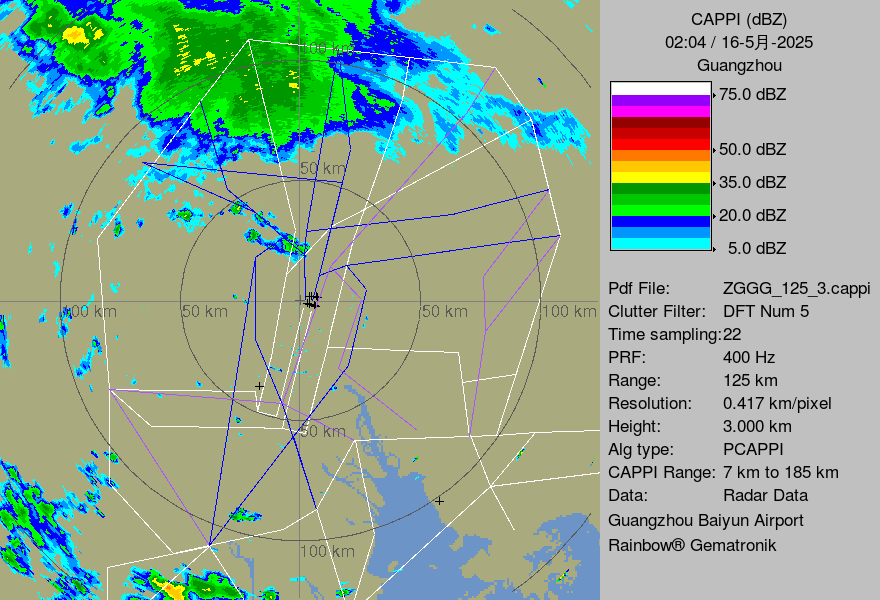 CAPPI (dBZ)
02:04 / 16-5月-2025
Guangzhou
75.0 dBZ
50.0 dBZ
35.0 dBZ
20.0 dBZ
5.0 dBZ
100 km
50 km
100 km
50 km
50 km
100 km
50 km
100 km
Pdf File: ZGGG_125_3.cappi
Clutter Filter: DFT Num 5
Time sampling:22
PRF: 400 Hz
Range: 125 km
Resolution: 0.417 km/pixel
Height: 3.000 km
Alg type: PCAPPI
CAPPI Range: 7 km to 185 km
Data: Radar Data
Guangzhou Baiyun Airport
Rainbow® Gematronik